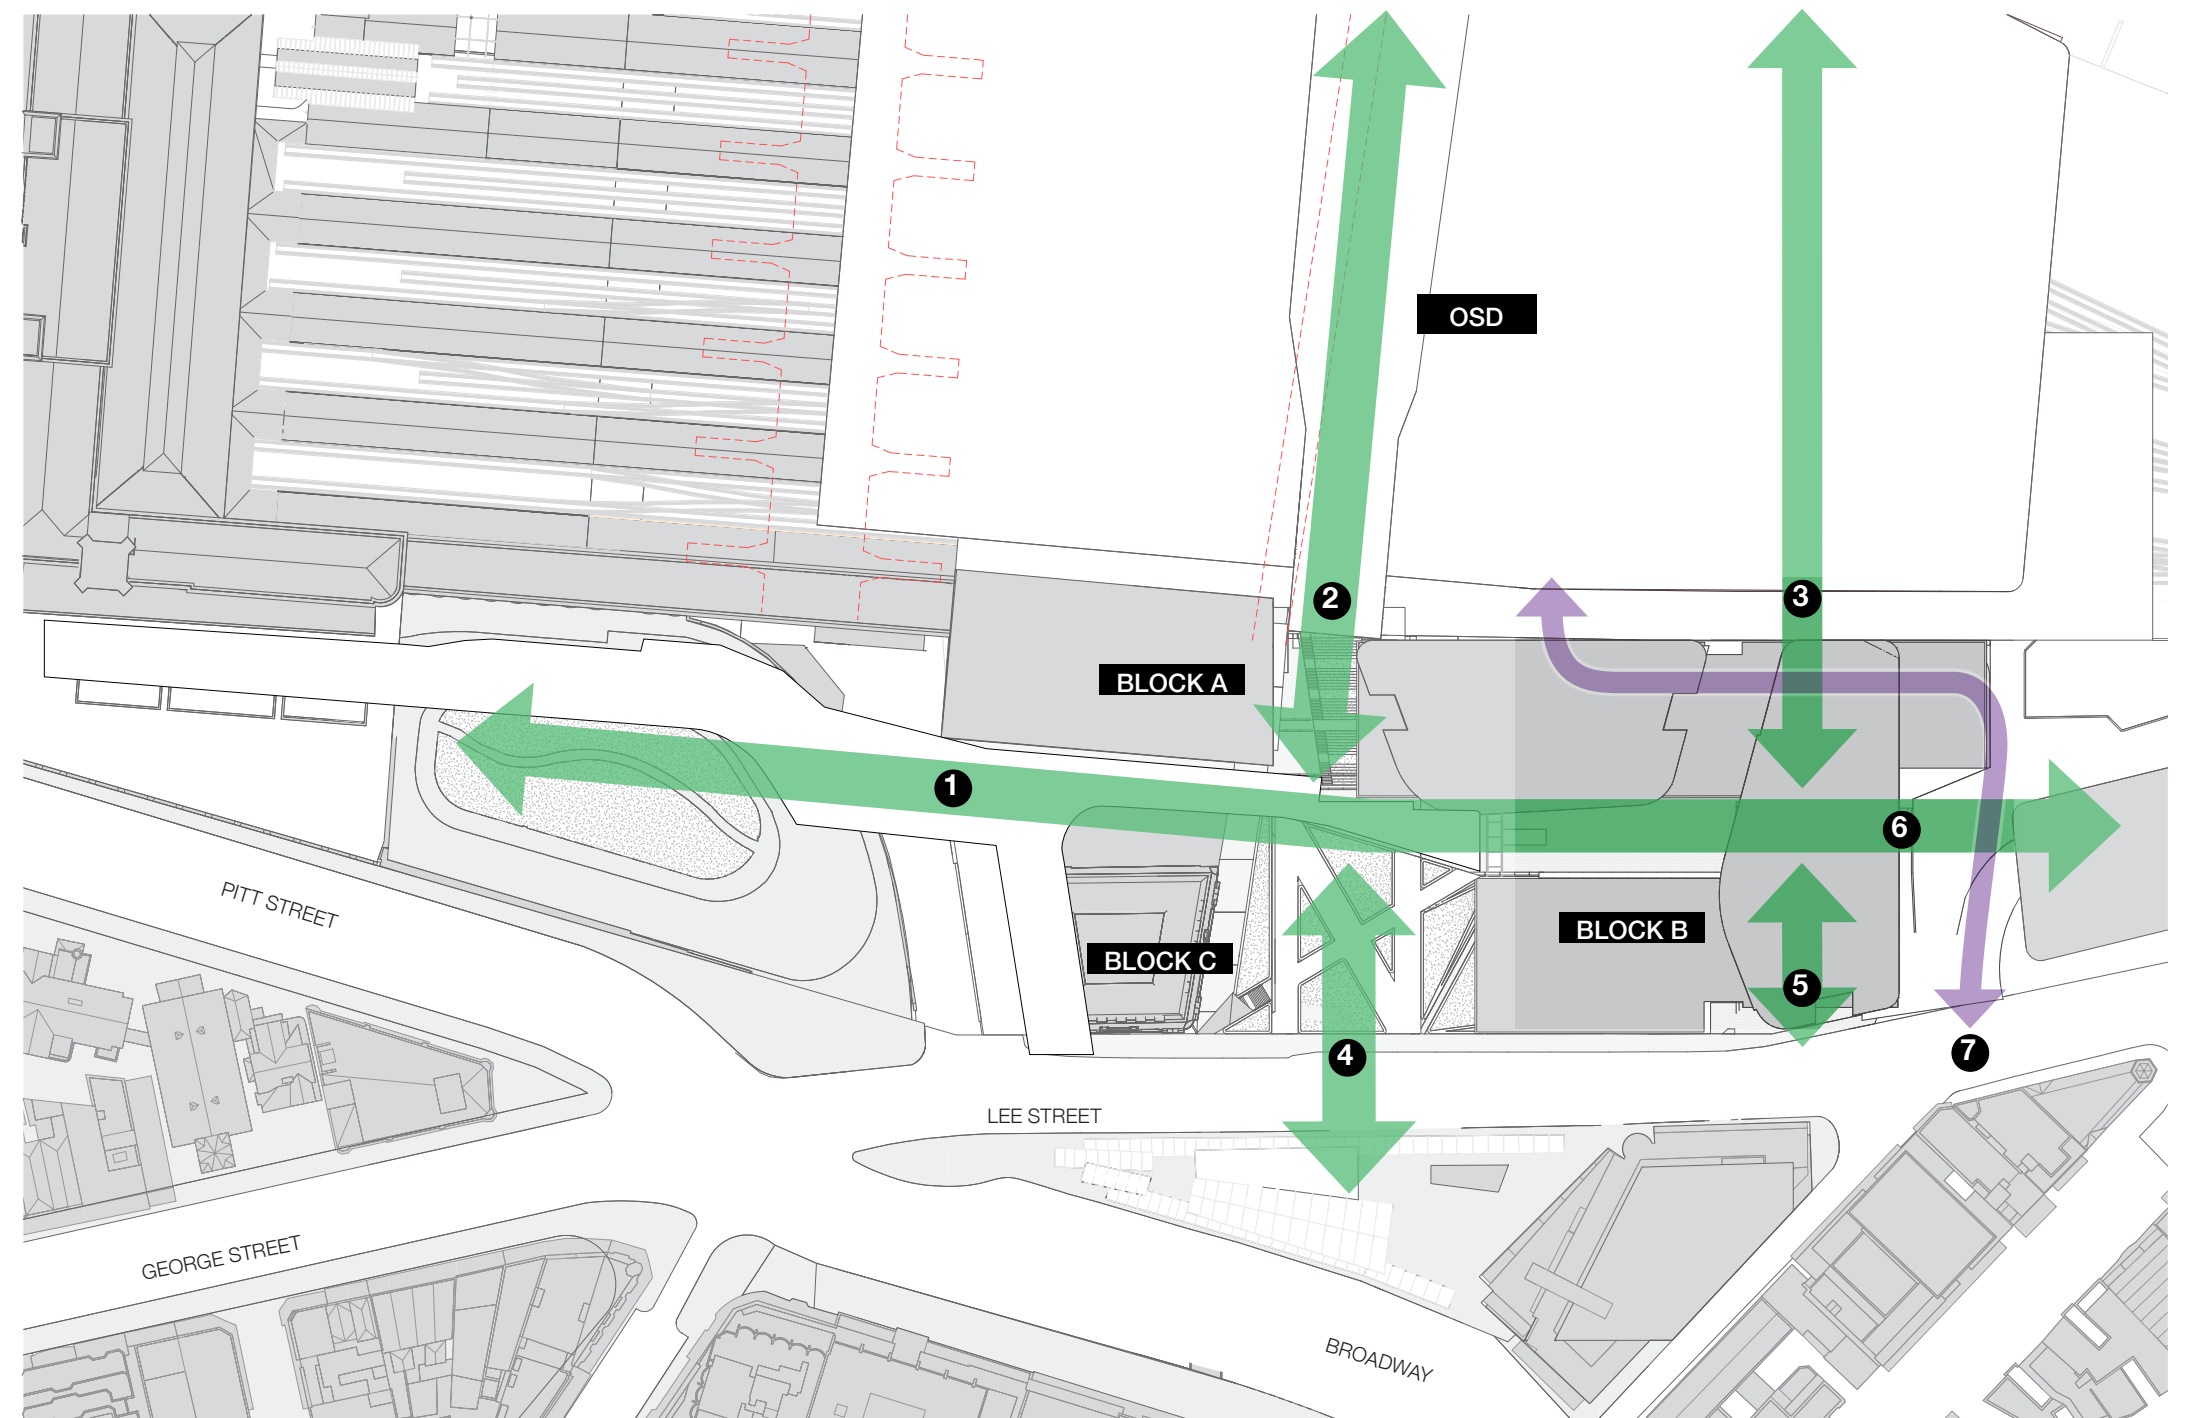 OSD
2
3
BLOCK A
1
6
BLOCK B
BLOCK C
5
4
7
PITT STREET
LEE STREET
GEORGE STREET
BROADWAY